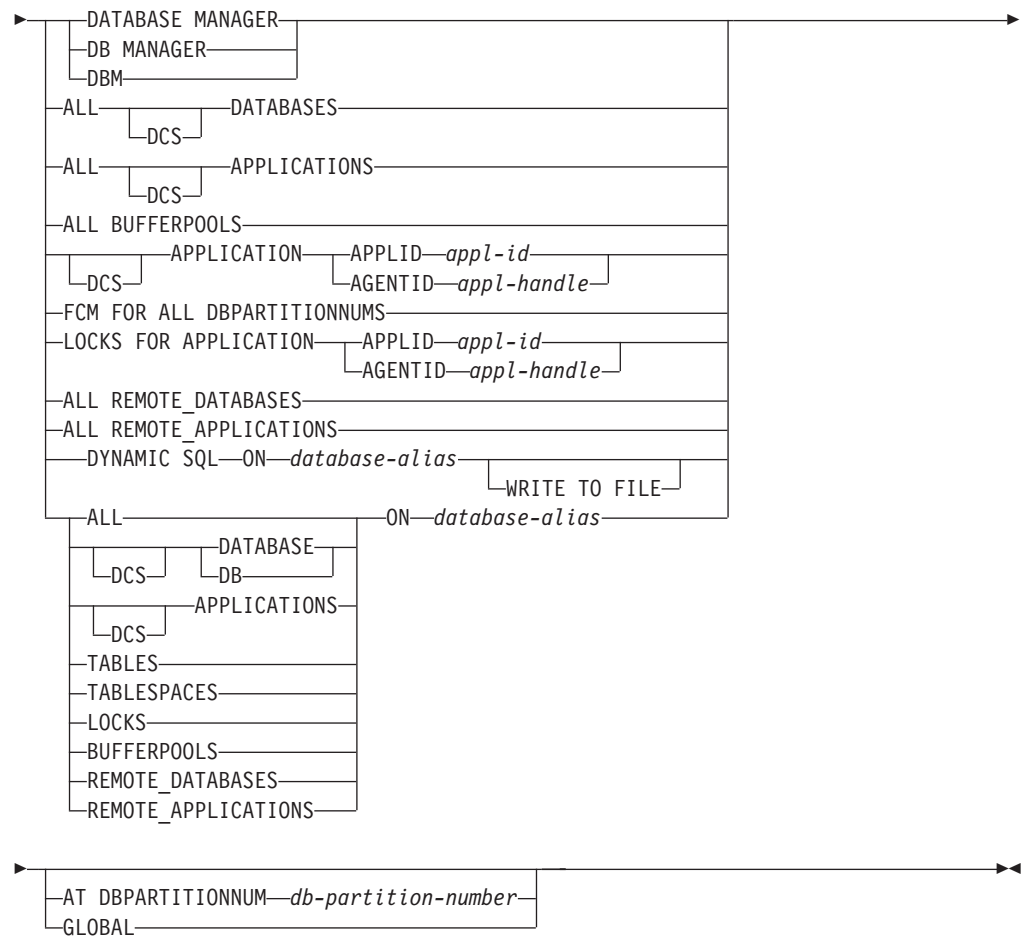 DATABASE MANAGER
DB MANAGER
DBM
ALL DATABASES
DCS
ALL APPLICATIONS
DCS
ALL BUFFERPOOLS
APPLICATION APPLID appl-id
DCS AGENTID appl-handle
FCM FOR ALL DBPARTITIONNUMS
LOCKS FOR APPLICATION APPLID appl-id
AGENTID appl-handle
ALL REMOTE_DATABASES
ALL REMOTE_APPLICATIONS
DYNAMIC SQL ON database-alias
WRITE TO FILE
ALL ON database-alias
DATABASE
DCS DB
APPLICATIONS
DCS
TABLES
TABLESPACES
LOCKS
BUFFERPOOLS
REMOTE_DATABASES
REMOTE_APPLICATIONS
AT DBPARTITIONNUM db-partition-number
GLOBAL